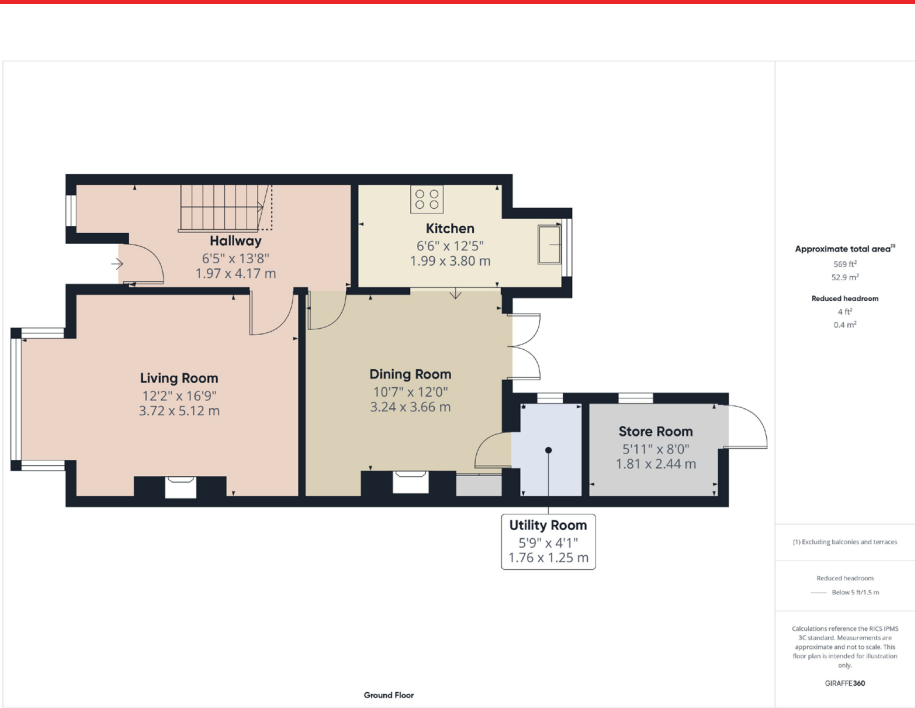 Hallway
6'5" x 13'8"
1.97 x 4.17 m
Kitchen
6'6" x 12'5"
1.99 x 3.80 m
Living Room
12'2" x 16'9"
3.72 x 5.12 m
Dining Room
10'7" x 12'0"
3.24 x 3.66 m
Store Room
5'11" x 8'0"
1.81 x 2.44 m
Utility Room
5'9" x 4'1"
1.76 x 1.25 m
Ground Floor
Approximate total area⁽¹⁾
569 ft²
52.9 m²
Reduced headroom
4 ft²
0.4 m²
(1) Excluding balconies and terraces
Reduced headroom
Below 5 ft/1.5 m
Calculations reference the RICS IPMS
3C standard. Measurements are
approximate and not to scale. This
floor plan is intended for illustration
only.
GIRAFFE360